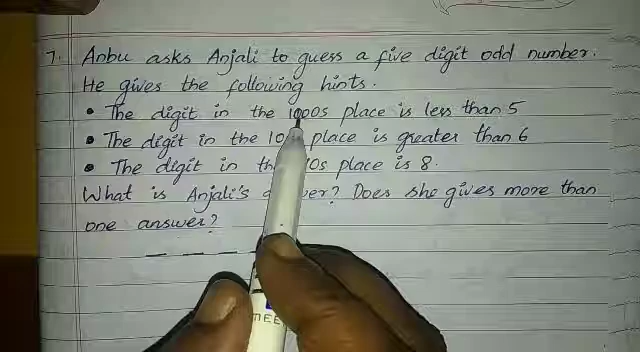 7. Anbu asks Anjali to guess a five digit odd number.
He gives the following hints.
• The digit in the 1000s place is less than 5
• The digit in the place is greater than 6
• The digit in place is 8.
What is Anjali's Does she gives more than
one answer?